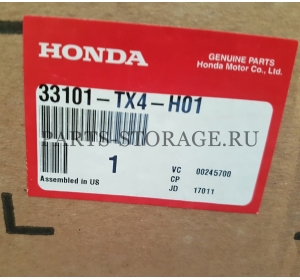 HONDA
GENUINE PARTS
Honda Motor Co., Ltd.
33101-TX4-H01
PARTS-STORAGE.RU
1
VC 00245700
CP
Assembled in US
JD 17011